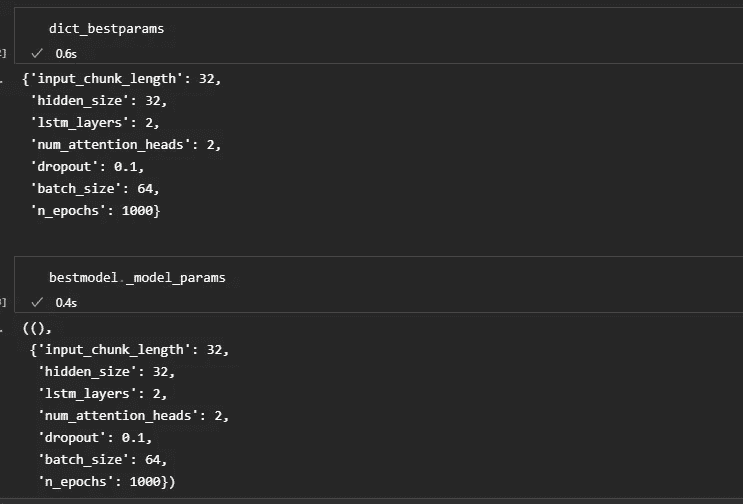 dict_bestparams
]
✓ 0.6s
. {'input_chunk_length': 32,
'hidden_size': 32,
'lstm_layers': 2,
'num_attention_heads': 2,
'dropout': 0.1,
'batch_size': 64,
'n_epochs': 1000}
bestmodel._model_params
]
✓ 0.4s
. ((),
{'input_chunk_length': 32,
'hidden_size': 32,
'lstm_layers': 2,
'num_attention_heads': 2,
'dropout': 0.1,
'batch_size': 64,
'n_epochs': 1000})